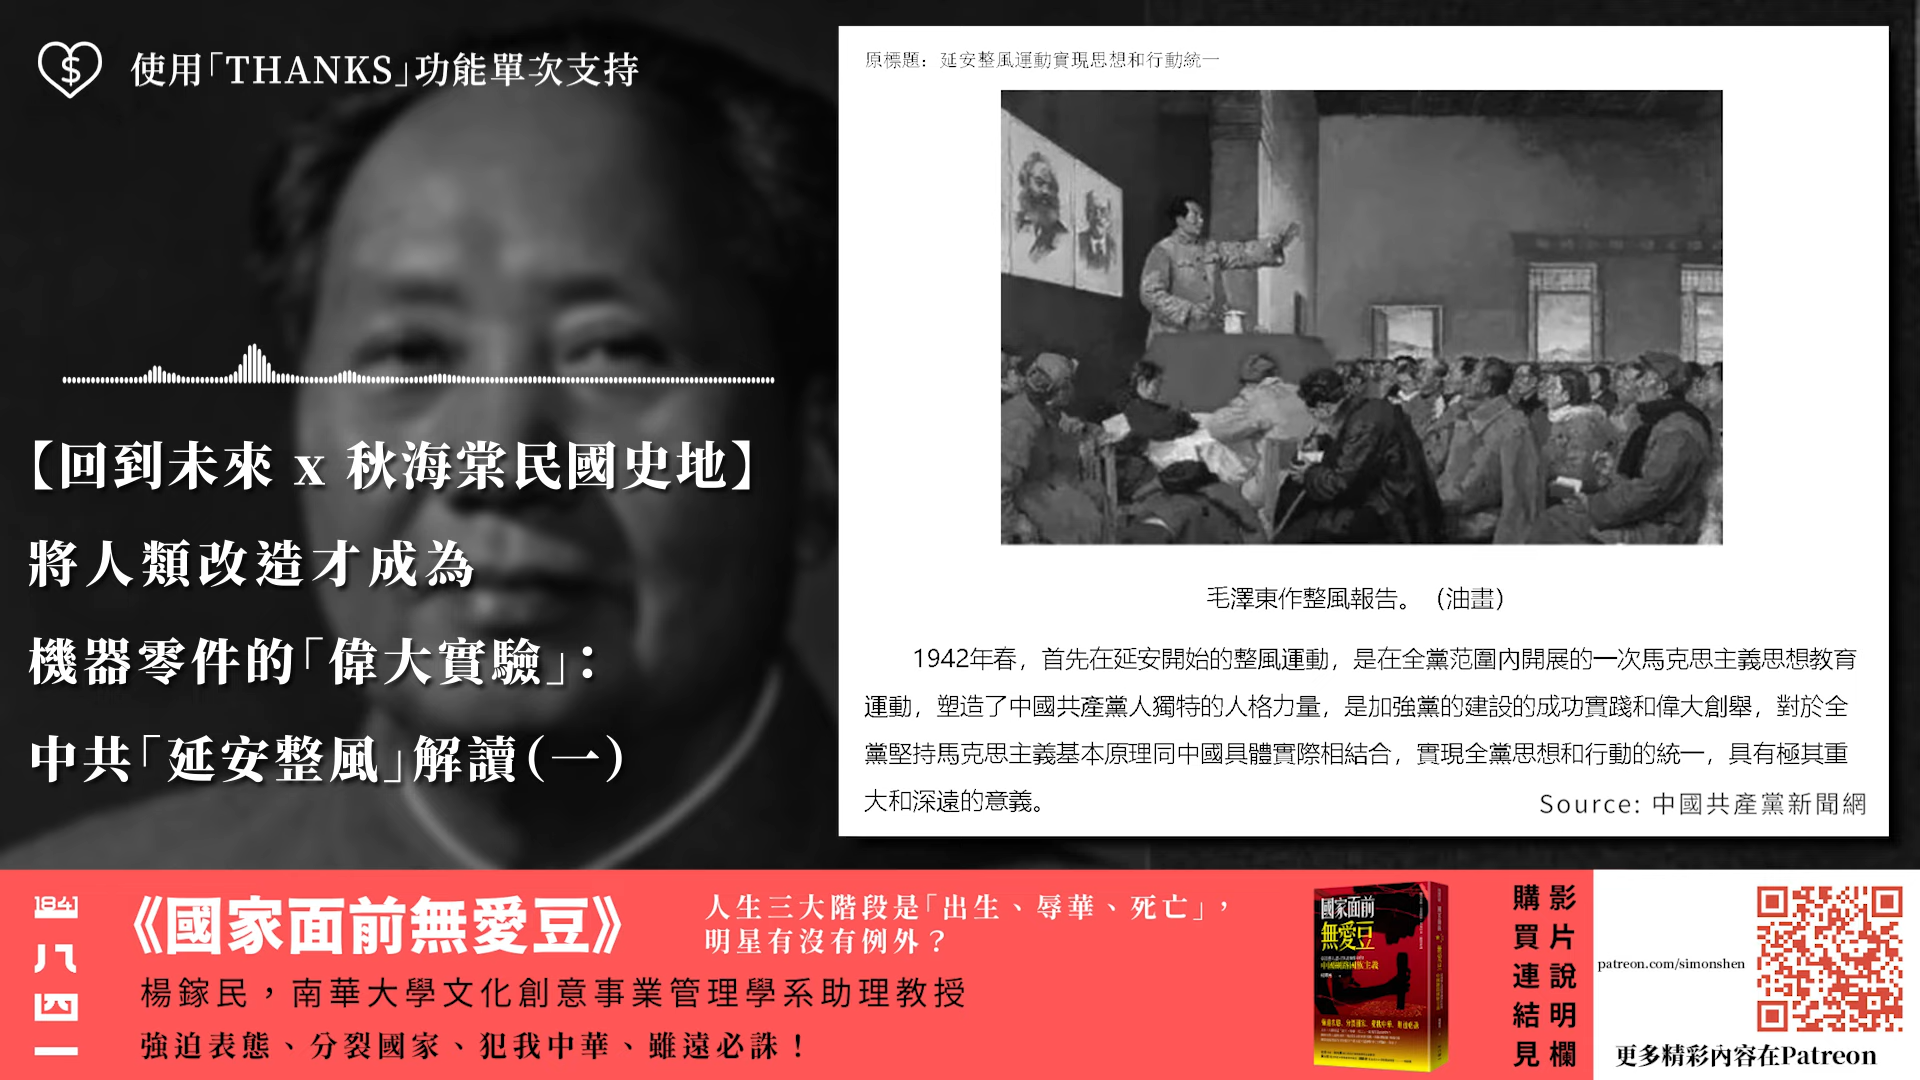 使用「THANKS」功能單次支持
【回到未來 x 秋海棠民國史地】
將人類改造才成為
機器零件的「偉大實驗」：
中共「延安整風」解讀（一）
原標題：延安整風運動實現思想和行動統一
毛澤東作整風報告。（油畫）
1942年春，首先在延安開始的整風運動，是在全黨范圍內開展的一次馬克思主義思想教育
運動，塑造了中國共產黨人獨特的人格力量，是加強黨的建設的成功實踐和偉大創舉，對於全
黨堅持馬克思主義基本原理同中國具體實際相結合，實現全黨思想和行動的統一，具有極其重
大和深遠的意義。
Source: 中國共產黨新聞網
1841
一八四一
《國家面前無愛豆》
人生三大階段是「出生、辱華、死亡」，
明星有沒有例外？
楊鎵民，南華大學文化創意事業管理學系助理教授
強迫表態、分裂國家、犯我中華、雖遠必誅！
國家面前
無愛豆
影片說明欄
購買連結見
patreon.com/simonshen
更多精彩內容在Patreon